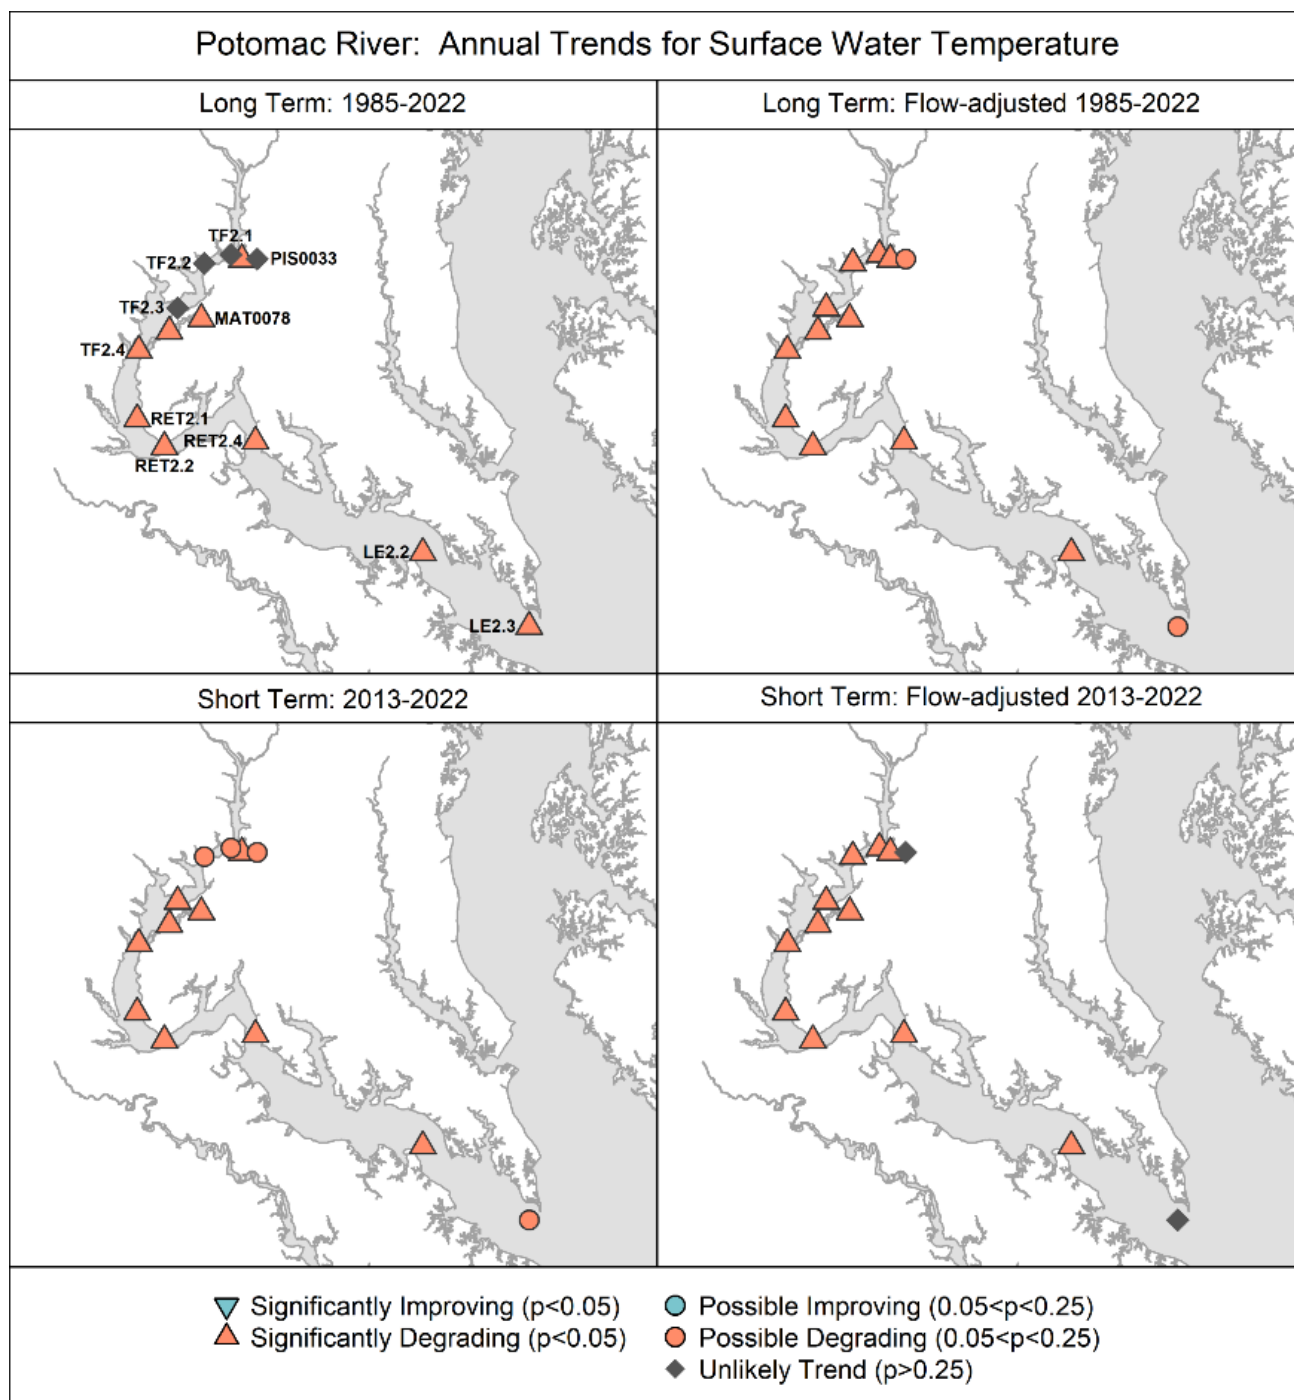 Potomac River: Annual Trends for Surface Water Temperature
Long Term: 1985-2022
Long Term: Flow-adjusted 1985-2022
TF2.1
TF2.2
PIS0033
TF2.3
MAT0078
TF2.4
RET2.1
RET2.4
RET2.2
LE2.2
LE2.3
Short Term: 2013-2022
Short Term: Flow-adjusted 2013-2022
Significantly Improving (p<0.05)
Possible Improving (0.05<p<0.25)
Significantly Degrading (p<0.05)
Possible Degrading (0.05<p<0.25)
Unlikely Trend (p>0.25)